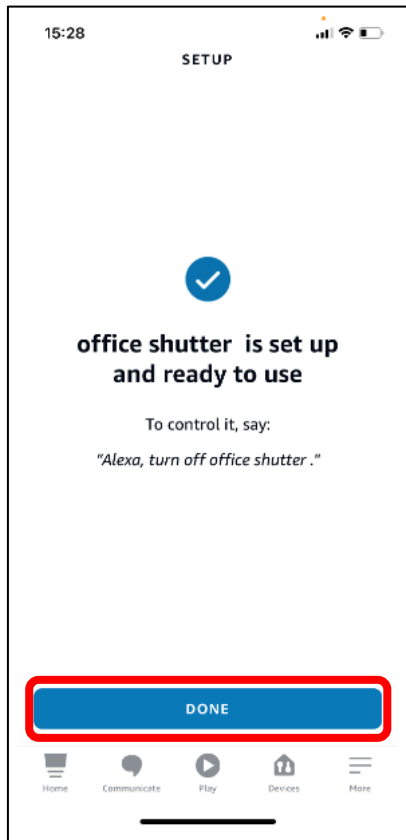 15:28
SETUP
office shutter  is set up
and ready to use
To control it, say:
"Alexa, turn off office shutter ."
DONE
Home Communicate Play Devices More